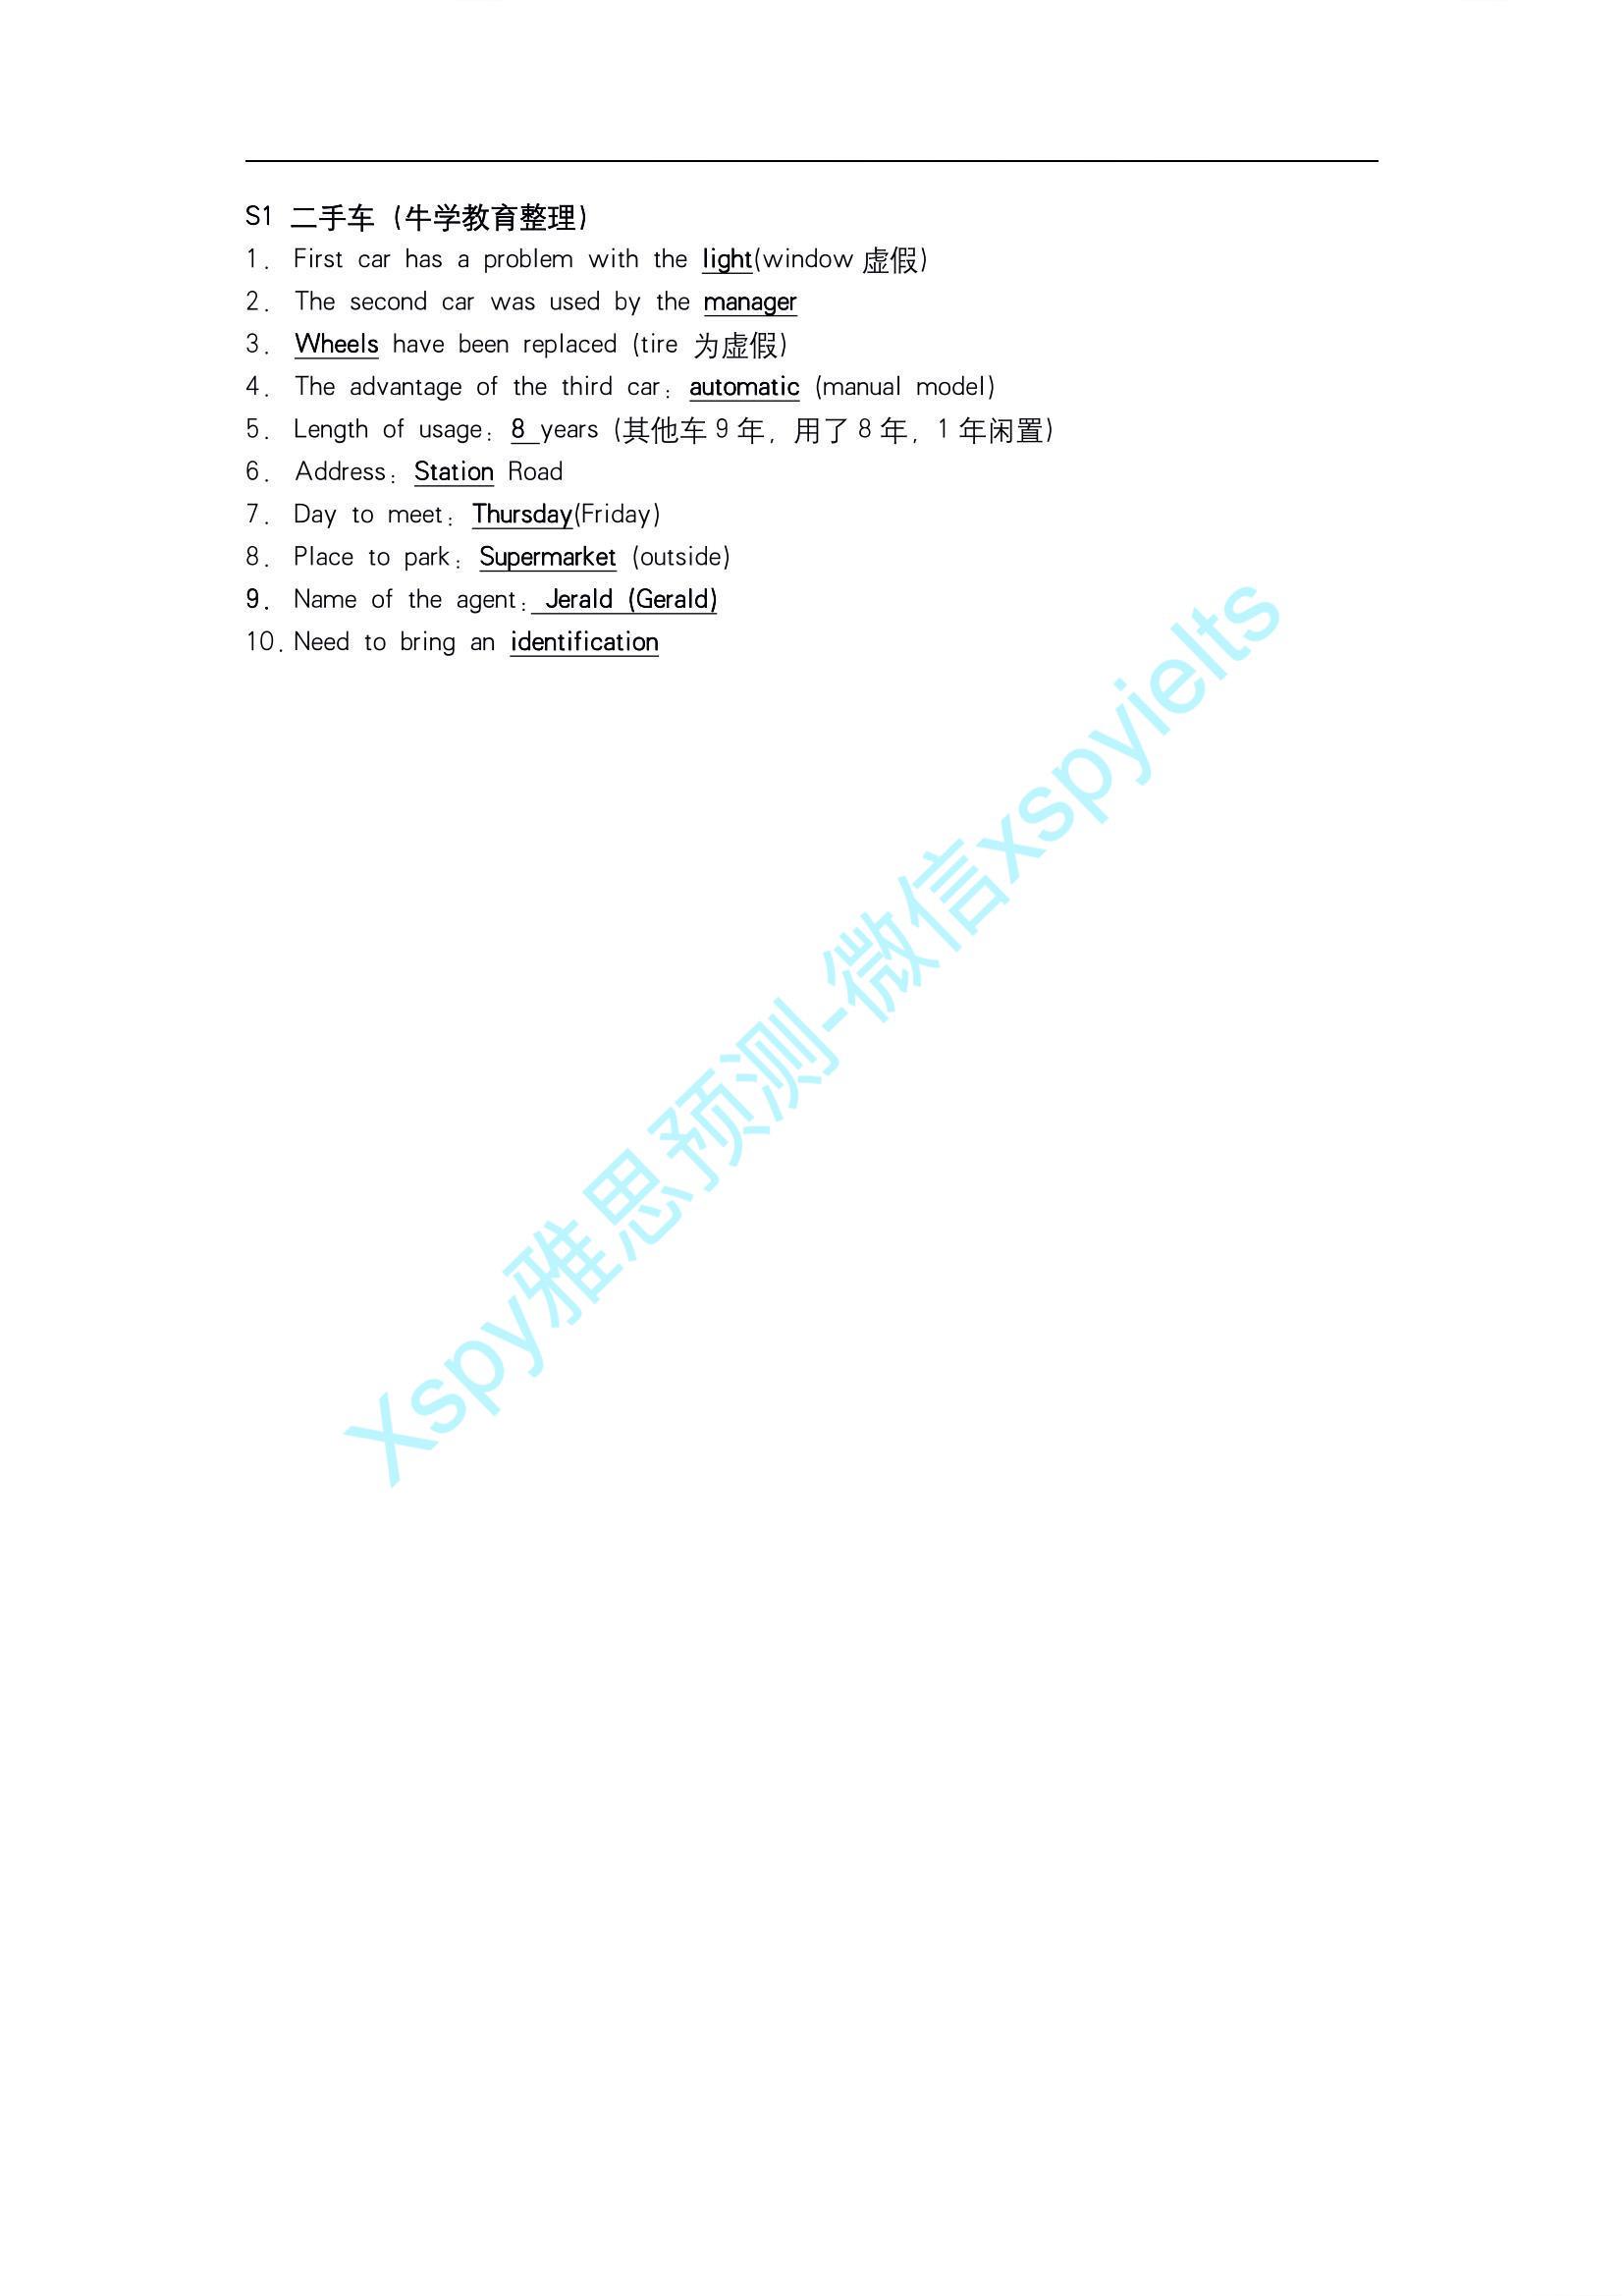 S1 二手车（牛学教育整理）
1. First car has a problem with the light(window 虚假)
2. The second car was used by the manager
3. Wheels have been replaced (tire 为虚假)
4. The advantage of the third car: automatic (manual model)
5. Length of usage: 8 years (其他车 9 年, 用了 8 年, 1 年闲置)
6. Address: Station Road
7. Day to meet: Thursday(Friday)
8. Place to park: Supermarket (outside)
9. Name of the agent: Jerald (Gerald)
10. Need to bring an identification
Xspy雅思预测-微信xspyielts